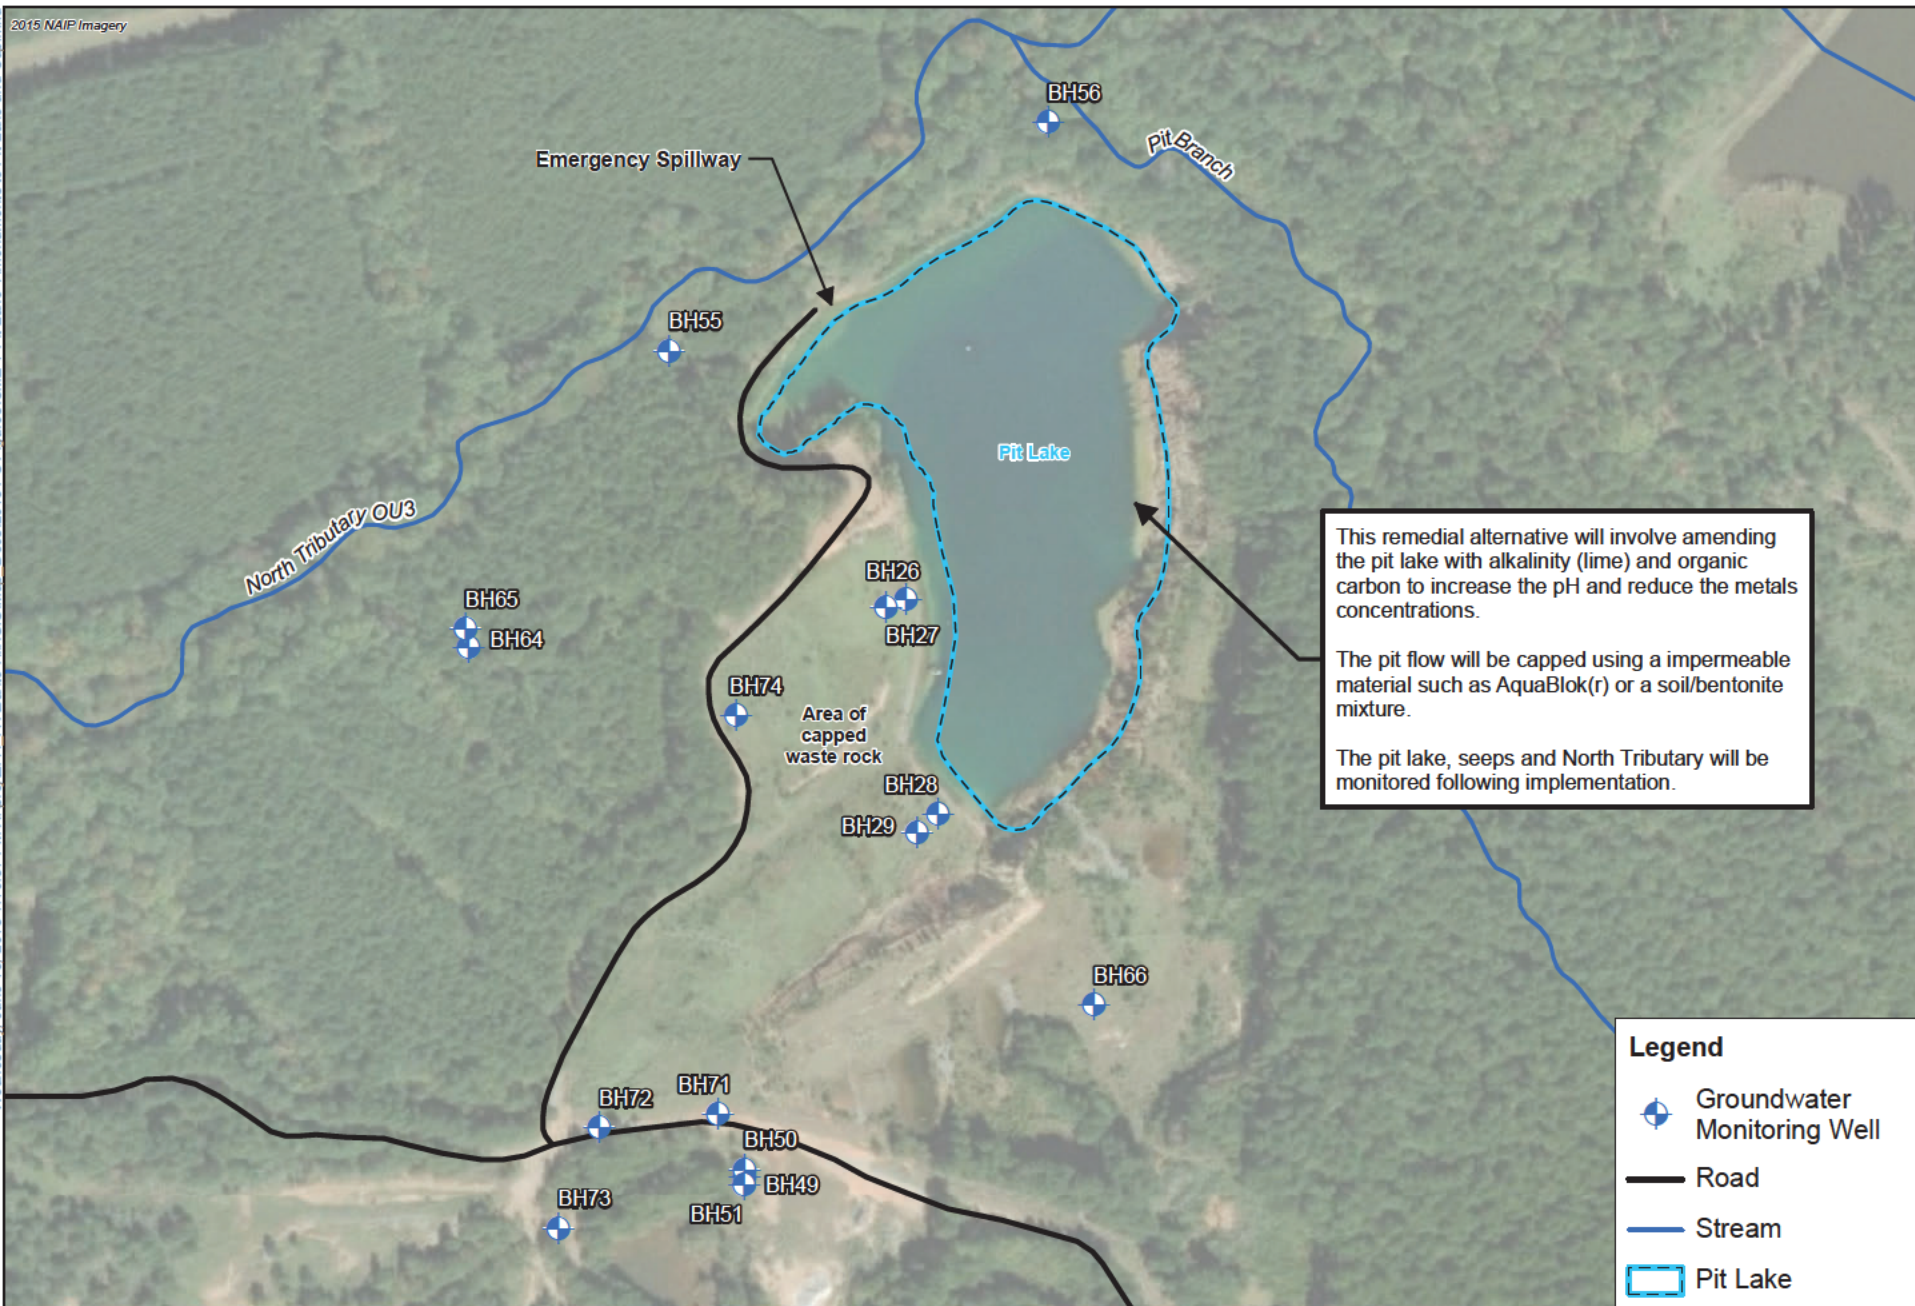 2015 NAIP Imagery
BH56
Pit Branch
Emergency Spillway
BH55
Pit Lake
North Tributary OU3
This remedial alternative will involve amending
the pit lake with alkalinity (lime) and organic
carbon to increase the pH and reduce the metals
concentrations.
The pit flow will be capped using a impermeable
material such as AquaBlok(r) or a soil/bentonite
mixture.
The pit lake, seeps and North Tributary will be
monitored following implementation.
BH26
BH27
BH65
BH64
BH74
Area of
capped
waste rock
BH28
BH29
BH66
BH72
BH71
BH50
BH49
BH51
BH73
Legend
Groundwater
Monitoring Well
Road
Stream
Pit Lake